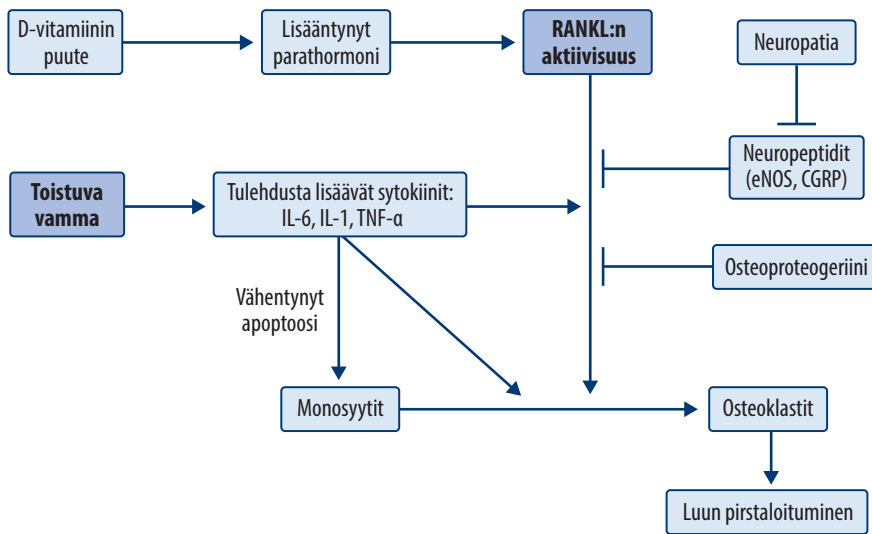 D-vitamiinin
puute
Lisääntynyt
parathormoni
RANKL:n
aktiivisuus
Neuropatia
Neuropeptidit
(eNOS, CGRP)
Toistuva
vamma
Tulehdusta lisäävät sytokiinit:
IL-6, IL-1, TNF-α
Osteoproteogeriini
Vähentynyt
apoptoosi
Monosyytit
Osteoklastit
Luun pirstaloituminen